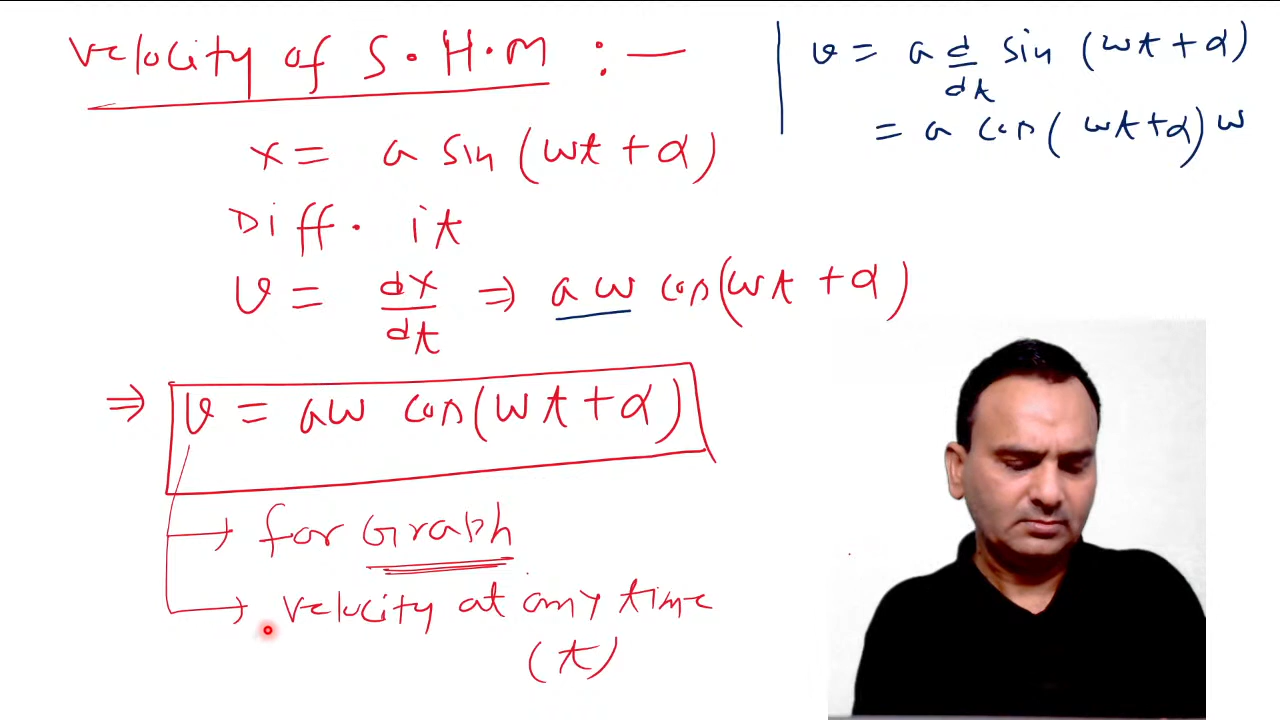 Velocity of S.H.M :—
x = a sin (ωt + α)
Diff. it
v = dx/dt ⇒ aω cos(ωt + α)
⇒ v = aω cos(ωt + α)
→ for Graph
→ velocity at any time
(t)
v = a d/dt sin (ωt + α)
= a cos (ωt + α) ω